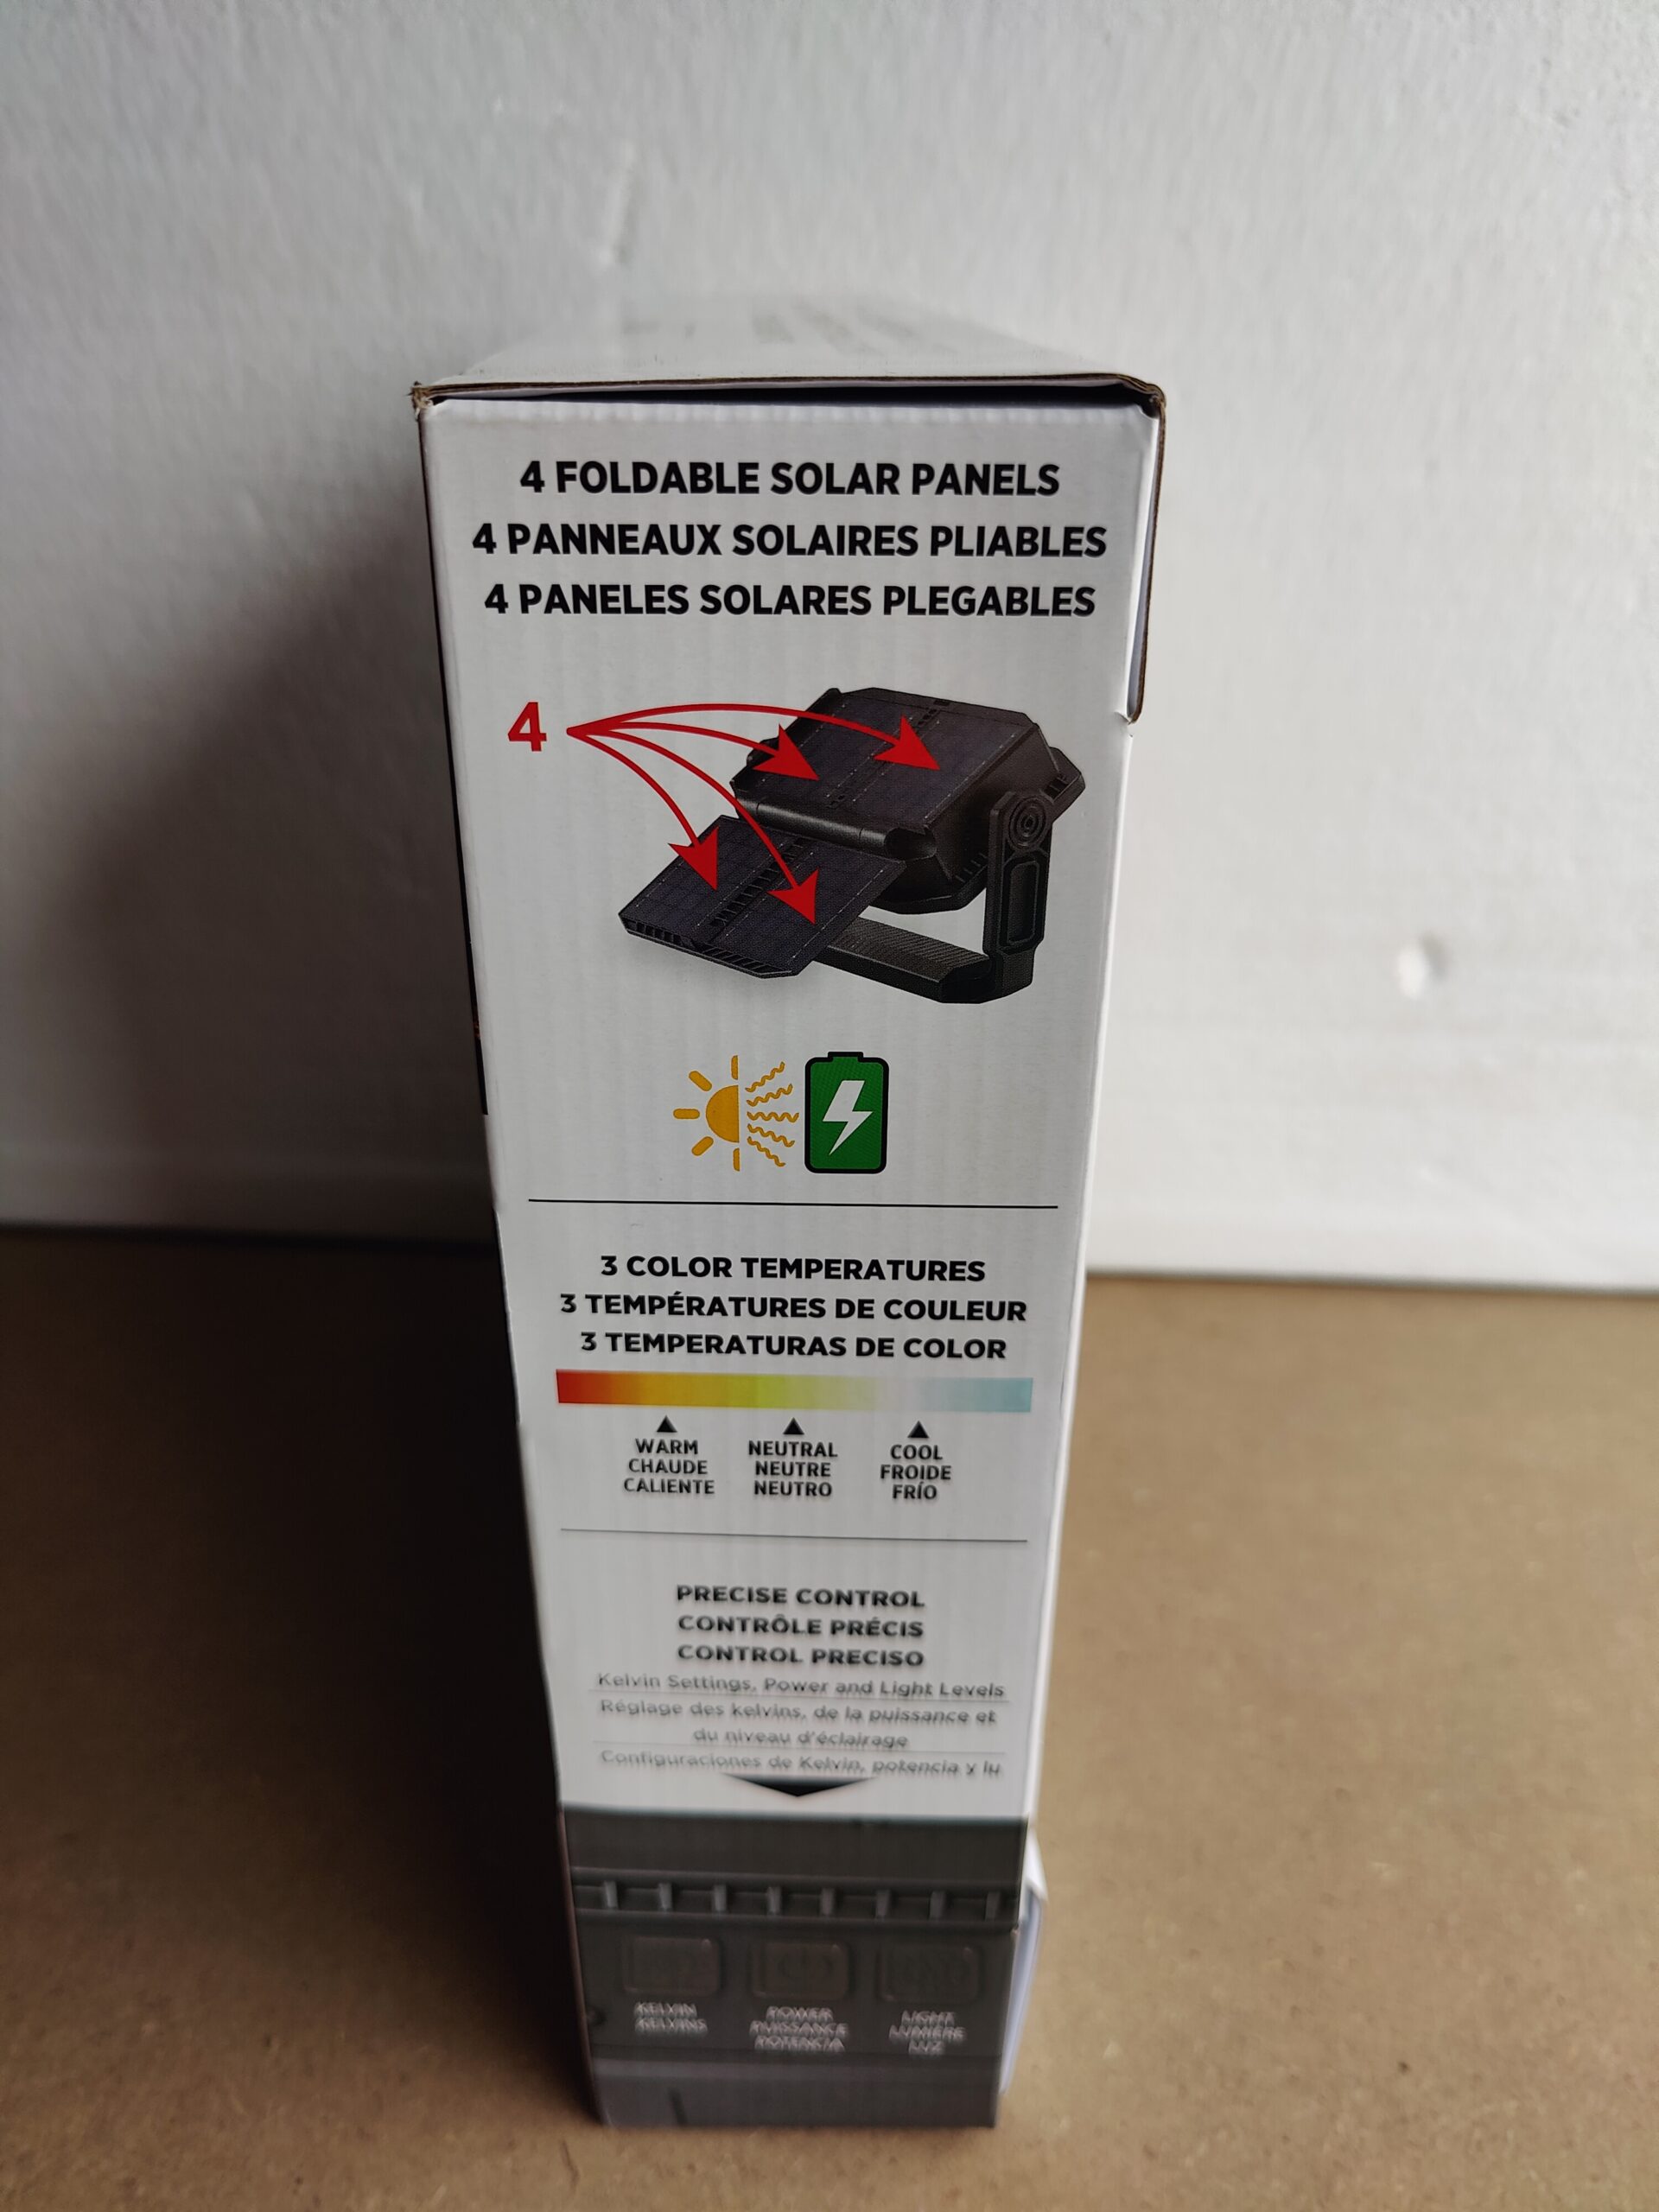 4 FOLDABLE SOLAR PANELS
4 PANNEAUX SOLAIRES PLIABLES
4 PANELES SOLARES PLEGABLES
4
3 COLOR TEMPERATURES
3 TEMPÉRATURES DE COULEUR
3 TEMPERATURAS DE COLOR
WARM
CHAUDE
CALIENTE
NEUTRAL
NEUTRE
NEUTRO
COOL
FROIDE
FRÍO
PRECISE CONTROL
CONTRÔLE PRÉCIS
CONTROL PRECISO
Kelvin Settings, Power and Light Levels
Réglage des kelvins, de la puissance et
du niveau d'éclairage
Configuraciones de Kelvin, potencia y lu
KELVIN
KELVINS
POWER
PUISSANCE
POTENCIA
LIGHT
LUMIÈRE
LUZ